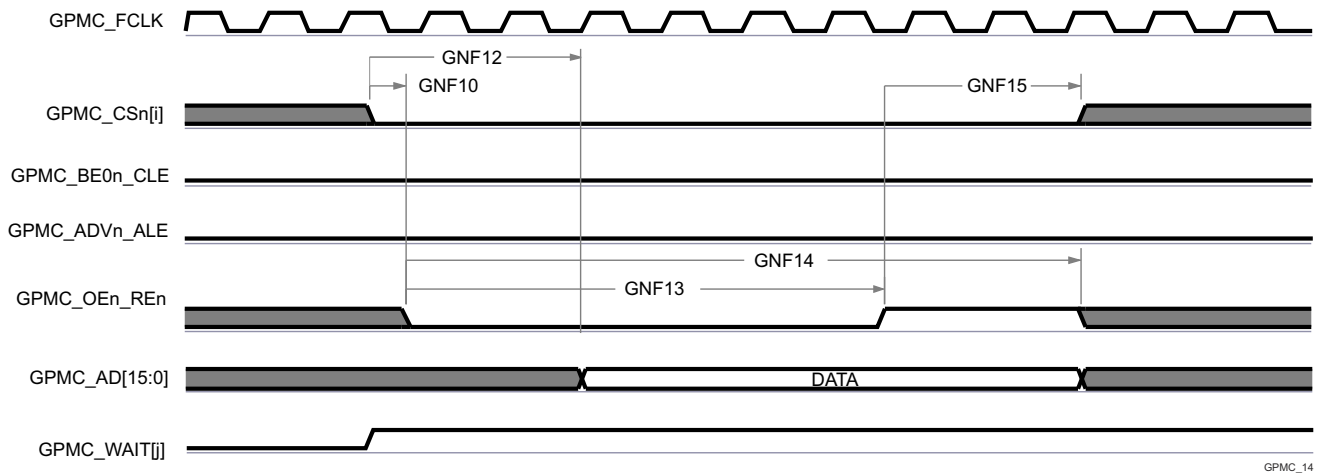 GPMC_FCLK
GNF12
GNF10
GNF15
GPMC_CSn[i]
GPMC_BE0n_CLE
GPMC_ADVn_ALE
GNF14
GNF13
GPMC_OEn_REn
GPMC_AD[15:0]
DATA
GPMC_WAIT[j]
GPMC_14